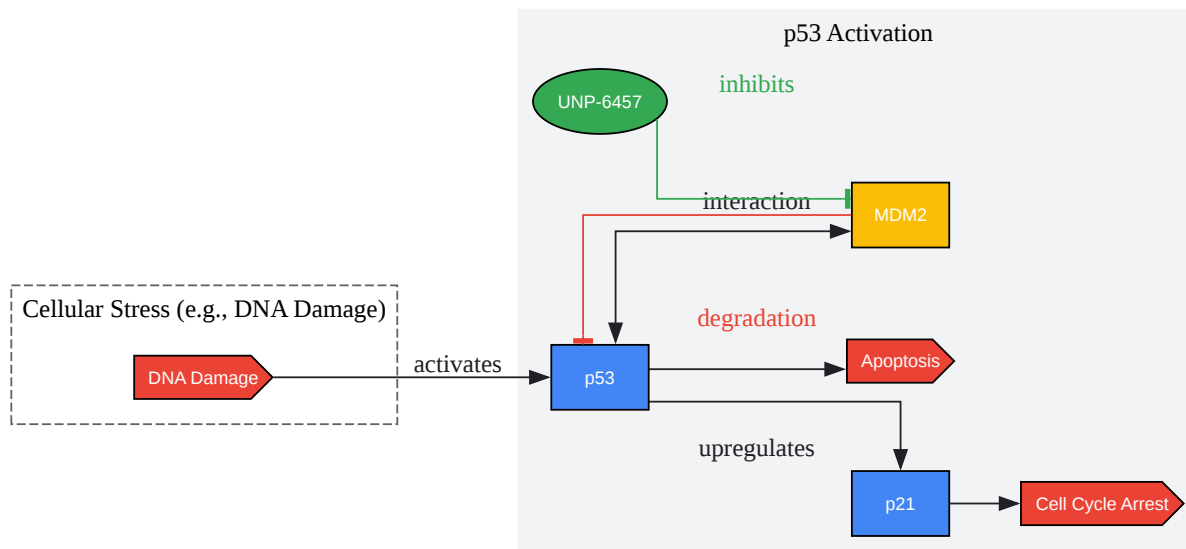 p53 Activation
inhibits
UNP-6457
interaction
MDM2
Cellular Stress (e.g., DNA Damage)
degradation
activates
DNA Damage
p53
Apoptosis
upregulates
p21
Cell Cycle Arrest